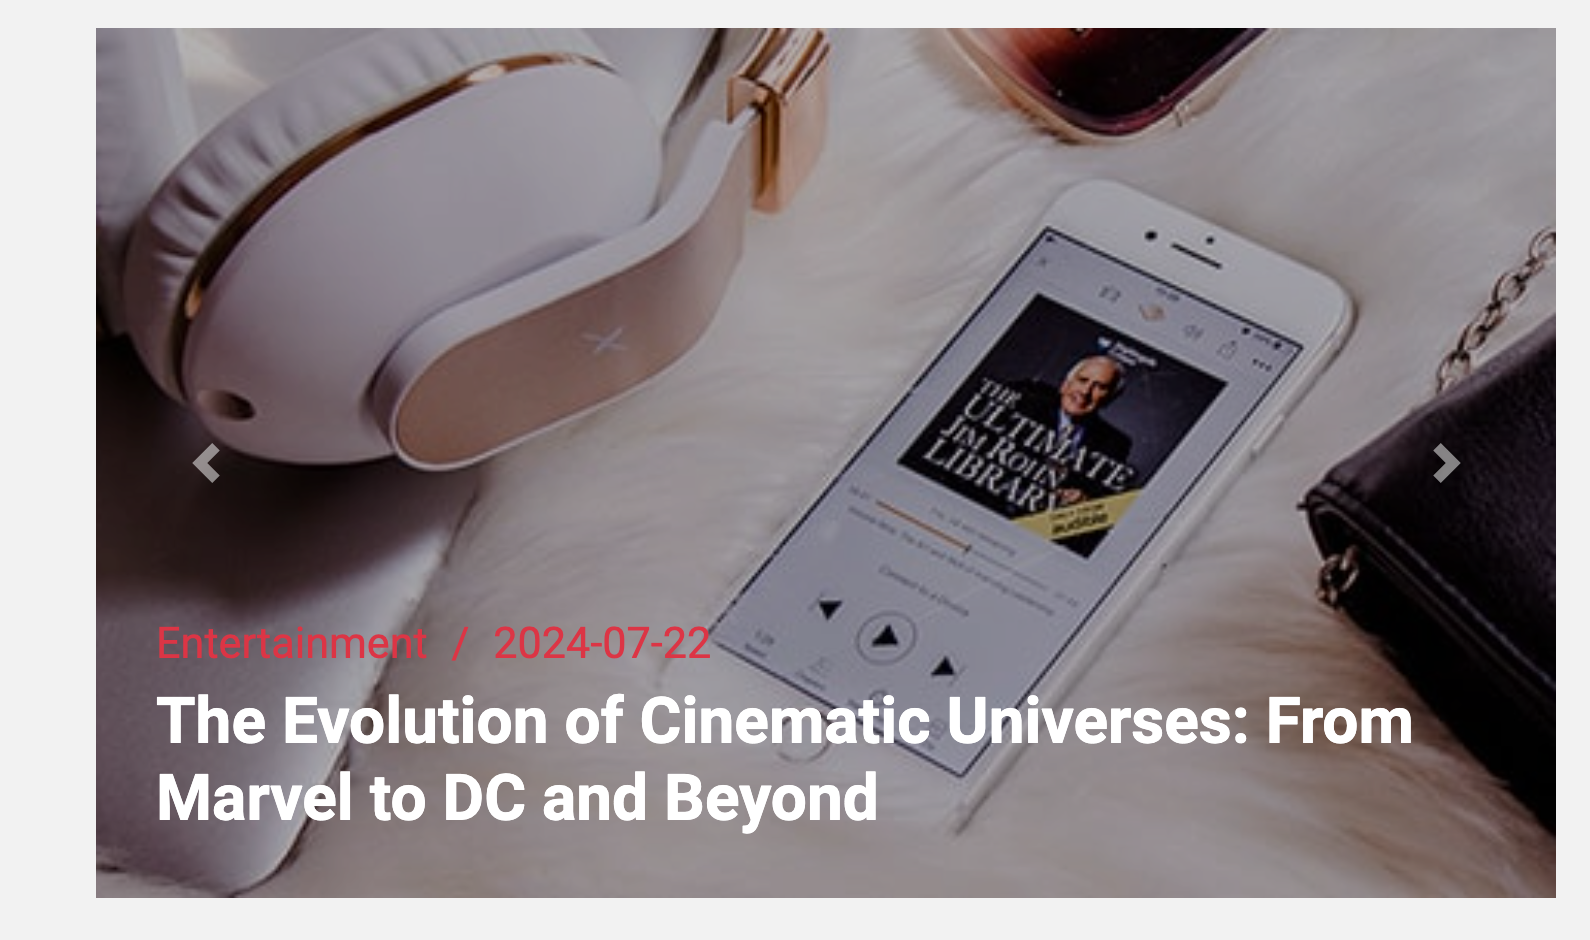 THE
ULTIMATE
JIM ROHN
LIBRARY
audible
Entertainment / 2024-07-22
The Evolution of Cinematic Universes: From
Marvel to DC and Beyond